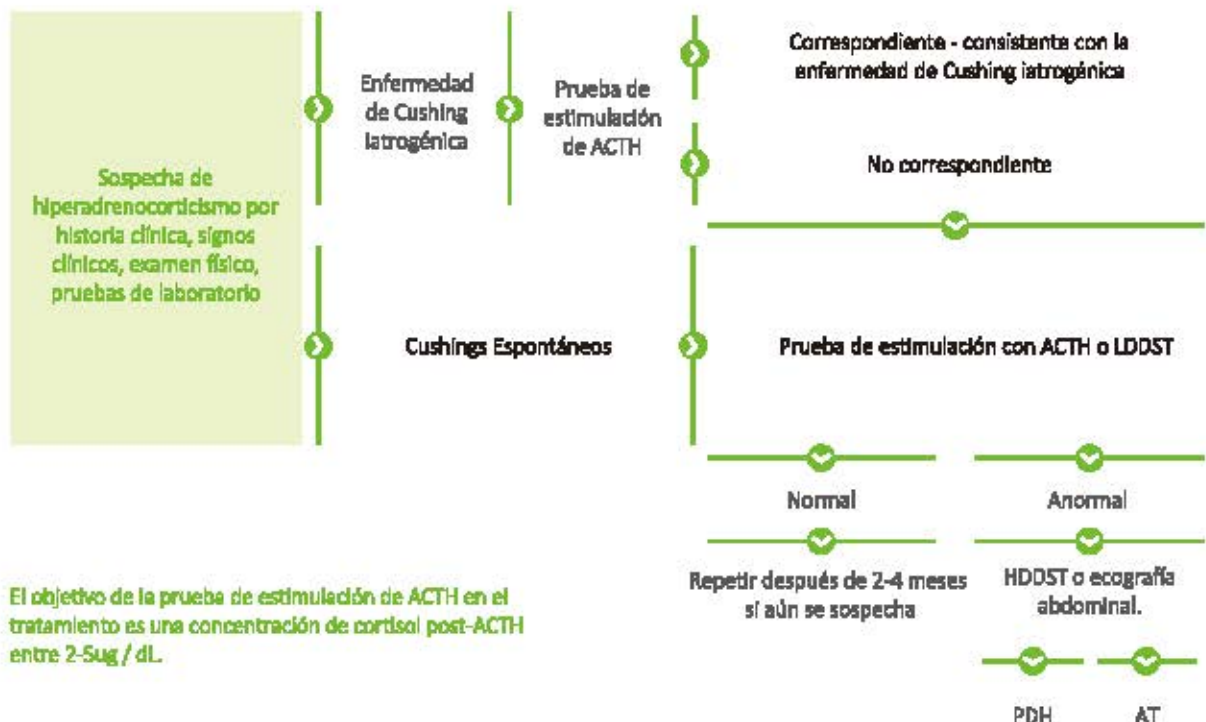 Sospecha de
hiperadrenocorticismo por
historia clínica, signos
clínicos, examen físico,
pruebas de laboratorio
Enfermedad
de Cushing
Iatrogénica
Prueba de
estimulación
de ACTH
Correspondiente - consistente con la
enfermedad de Cushing iatrogénica
No correspondiente
Cushings Espontáneos
Prueba de estimulación con ACTH o LDDST
Normal
Anormal
Repetir después de 2-4 meses
si aún se sospecha
HDDST o ecografía
abdominal.
PDH
AT
El objetivo de la prueba de estimulación de ACTH en el
tratamiento es una concentración de cortisol post-ACTH
entre 2-5ug / dL.